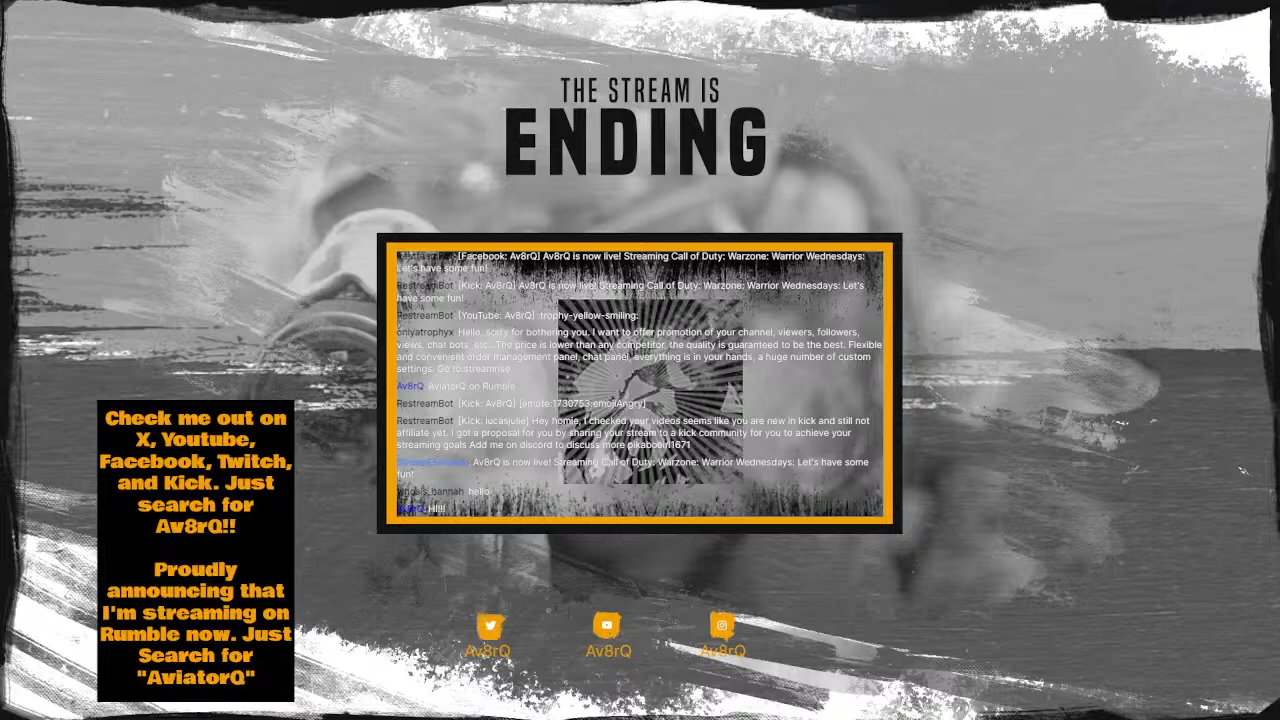 THE STREAM IS
ENDING
[Facebook: Av8rQ] Av8rQ is now live! Streaming Call of Duty: Warzone: Warrior Wednesdays:
Let's have some fun!
RestreamBot [Kick: Av8rQ] Av8rQ is now live! Streaming Call of Duty: Warzone: Warrior Wednesdays: Let's
have some fun!
RestreamBot [YouTube: Av8rQ] :trophy-yellow-smiling:
onlyatrophyx Hello, sorry for bothering you. I want to offer promotion of your channel, viewers, followers,
views, chat bots, etc...The price is lower than any competitor, the quality is guaranteed to be the best. Flexible
and convenient order management panel, chat panel, everything is in your hands, a huge number of custom
settings. Go to streamrise
Av8rQ AviatorQ on Rumble
RestreamBot [Kick: Av8rQ] [emote:1730753:emojiAngry]
RestreamBot [Kick: lucasjulie] Hey homie, I checked your videos seems like you are new in kick and still not
affiliate yet. I got a proposal for you by sharing your stream to a kick community for you to achieve your
streaming goals Add me on discord to discuss more pikaboori1671
Av8rQ is now live! Streaming Call of Duty: Warzone: Warrior Wednesdays: Let's have some
fun!
whois_hannah hello
Av8rQ Hi!!!
Check me out on
X, Youtube,
Facebook, Twitch,
and Kick. Just
search for
Av8rQ!!
Proudly
announcing that
I'm streaming on
Rumble now. Just
Search for
"AviatorQ"
Av8rQ Av8rQ Av8rQ